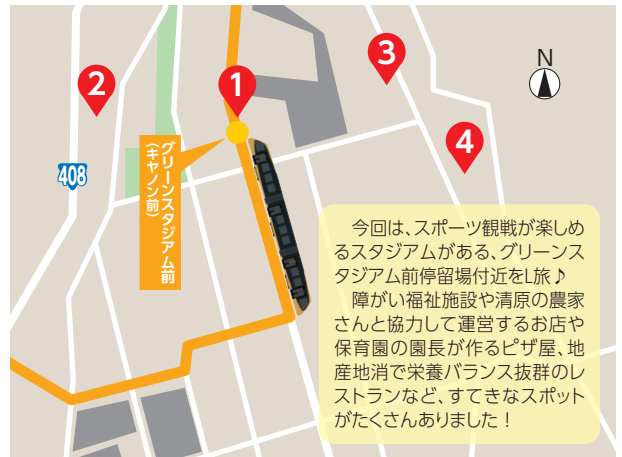 2
1
3
4
N
408
グリーンスタジアム前
(キヤノン前)
今回は、スポーツ観戦が楽しめ
るスタジアムがある、グリーンス
タジアム前停留場付近をL旅♪
障がい福祉施設や清原の農家
さんと協力して運営するお店や
保育園の園長が作るピザ屋、地
産地消で栄養バランス抜群のレ
ストランなど、すてきなスポット
がたくさんありました！